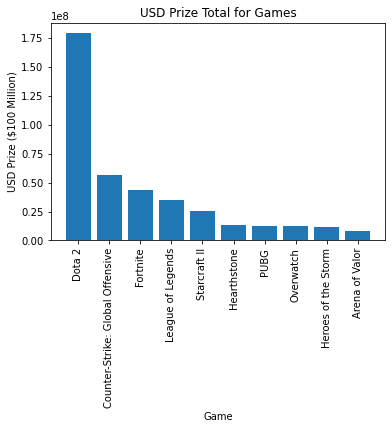 USD Prize Total for Games
1e8
USD Prize ($100 Million)
1.75
1.50
1.25
1.00
0.75
0.50
0.25
0.00
Dota 2
Counter-Strike: Global Offensive
Fortnite
League of Legends
Starcraft II
Hearthstone
PUBG
Overwatch
Heroes of the Storm
Arena of Valor
Game